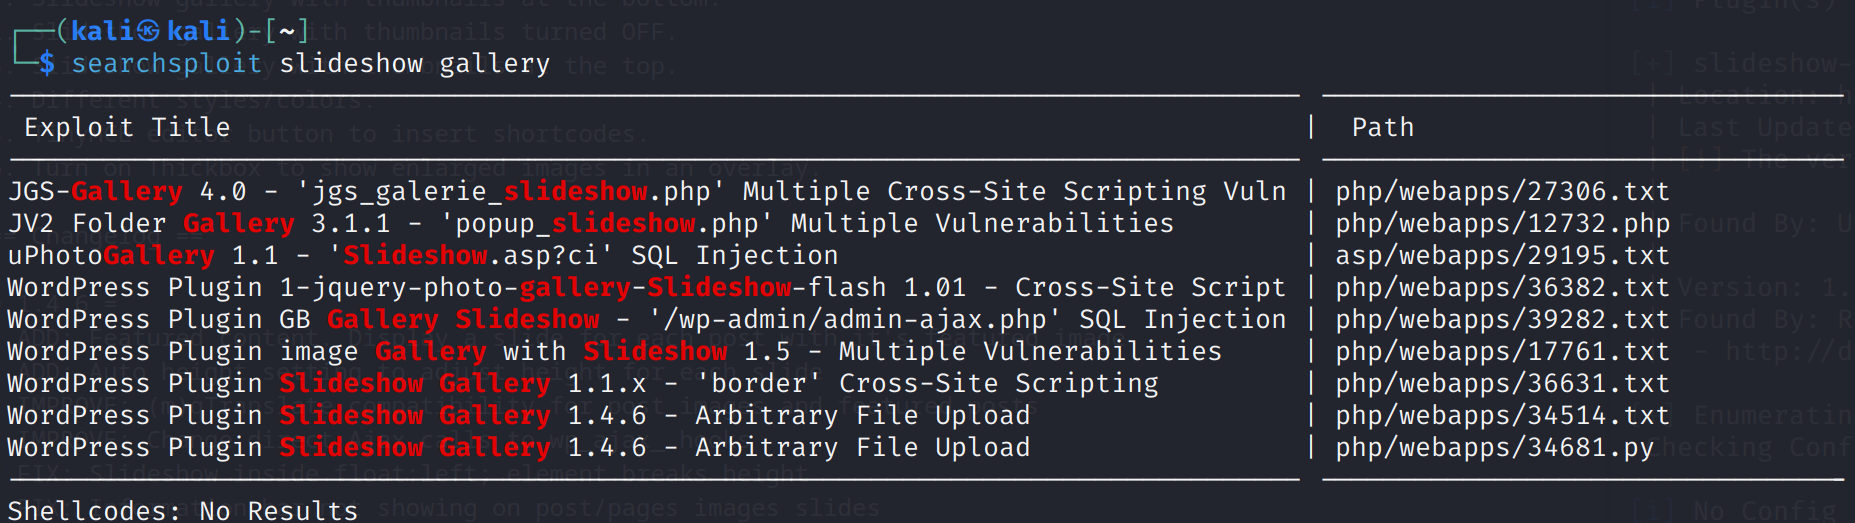 (kali㉿kali)-[~]
$ searchsploit slideshow gallery
Exploit Title | Path
JGS-Gallery 4.0 - 'jgs_galerie_slideshow.php' Multiple Cross-Site Scripting Vuln | php/webapps/27306.txt
JV2 Folder Gallery 3.1.1 - 'popup_slideshow.php' Multiple Vulnerabilities | php/webapps/12732.php
uPhotoGallery 1.1 - 'Slideshow.asp?ci' SQL Injection | asp/webapps/29195.txt
WordPress Plugin 1-jquery-photo-gallery-Slideshow-flash 1.01 - Cross-Site Script | php/webapps/36382.txt
WordPress Plugin GB Gallery Slideshow - '/wp-admin/admin-ajax.php' SQL Injection | php/webapps/39282.txt
WordPress Plugin image Gallery with Slideshow 1.5 - Multiple Vulnerabilities | php/webapps/17761.txt
WordPress Plugin Slideshow Gallery 1.1.x - 'border' Cross-Site Scripting | php/webapps/36631.txt
WordPress Plugin Slideshow Gallery 1.4.6 - Arbitrary File Upload | php/webapps/34514.txt
WordPress Plugin Slideshow Gallery 1.4.6 - Arbitrary File Upload | php/webapps/34681.py
Shellcodes: No Results